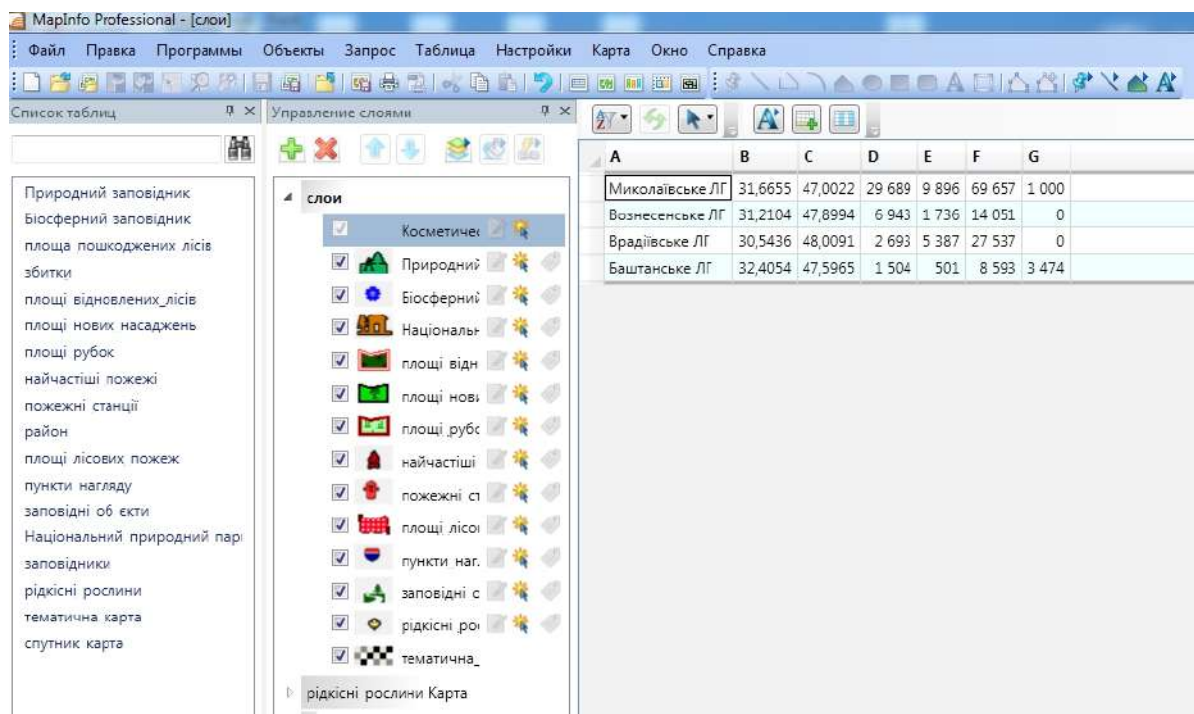 MapInfo Professional - [слои]
Файл Правка Программы Объекты Запрос Таблица Настройки Карта Окно Справка
Список таблиц
Природний заповідник
Біосферний заповідник
площа пошкоджених лісів
збитки
площі відновлених_лісів
площі нових насаджень
площі рубок
найчастіші пожежі
пожежні станції
район
площі лісових пожеж
пункти нагляду
заповідні об єкти
Національний природний пар
заповідники
рідкісні рослини
тематична карта
спутник карта
Управление слоями
слои
Косметичес
Природний
Біосферний
Національн
площі відн
площі нови
площі рубо
найчастіші
пожежні ст
площі лісо
пункти наг.
заповідні о
рідкісні ро
тематична_
рідкісні рослини Карта
A B C D E F G
Миколаївське ЛГ 31,6655 47,0022 29 689 9 896 69 657 1 000
Вознесенське ЛГ 31,2104 47,8994 6 943 1 736 14 051 0
Врадіївське ЛГ 30,5436 48,0091 2 693 5 387 27 537 0
Баштанське ЛГ 32,4054 47,5965 1 504 501 8 593 3 474